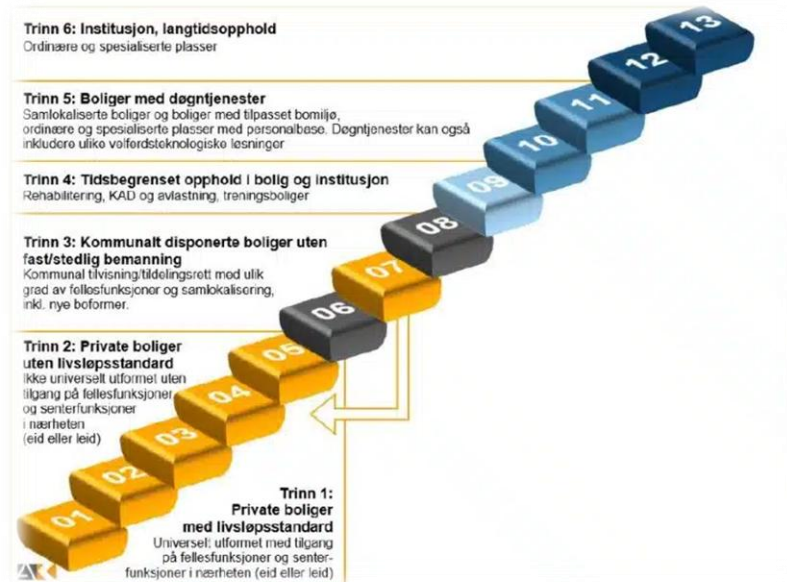 Trinn 6: Institusjon, langtidsopphold
Ordinære og spesialiserte plasser
Trinn 5: Boliger med døgntjenester
Samlokaliserte boliger og boliger med tilpasset bomiljø,
ordinære og spesialiserte plasser med personalbase. Døgntjenester kan også
inkludere ulike velferdsteknologiske løsninger
Trinn 4: Tidsbegrenset opphold i bolig og institusjon
Rehabilitering, KAD og avlastning, treningsboliger
Trinn 3: Kommunalt disponerte boliger uten
fast/stedlig bemanning
Kommunal tilvisning/tildelingsrett med ulik
grad av fellesfunksjoner og samlokalisering,
inkl. nye boformer.
Trinn 2: Private boliger
uten livsløpsstandard
Ikke universelt utformet uten
tilgang på fellesfunksjoner
og senterfunksjoner
i nærheten
(eid eller leid)
Trinn 1:
Private boliger
med livsløpsstandard
Universelt utformet med tilgang
på fellesfunksjoner og senter-
funksjoner i nærheten (eid eller leid)
01
02
03
04
05
06
07
08
09
10
11
12
13